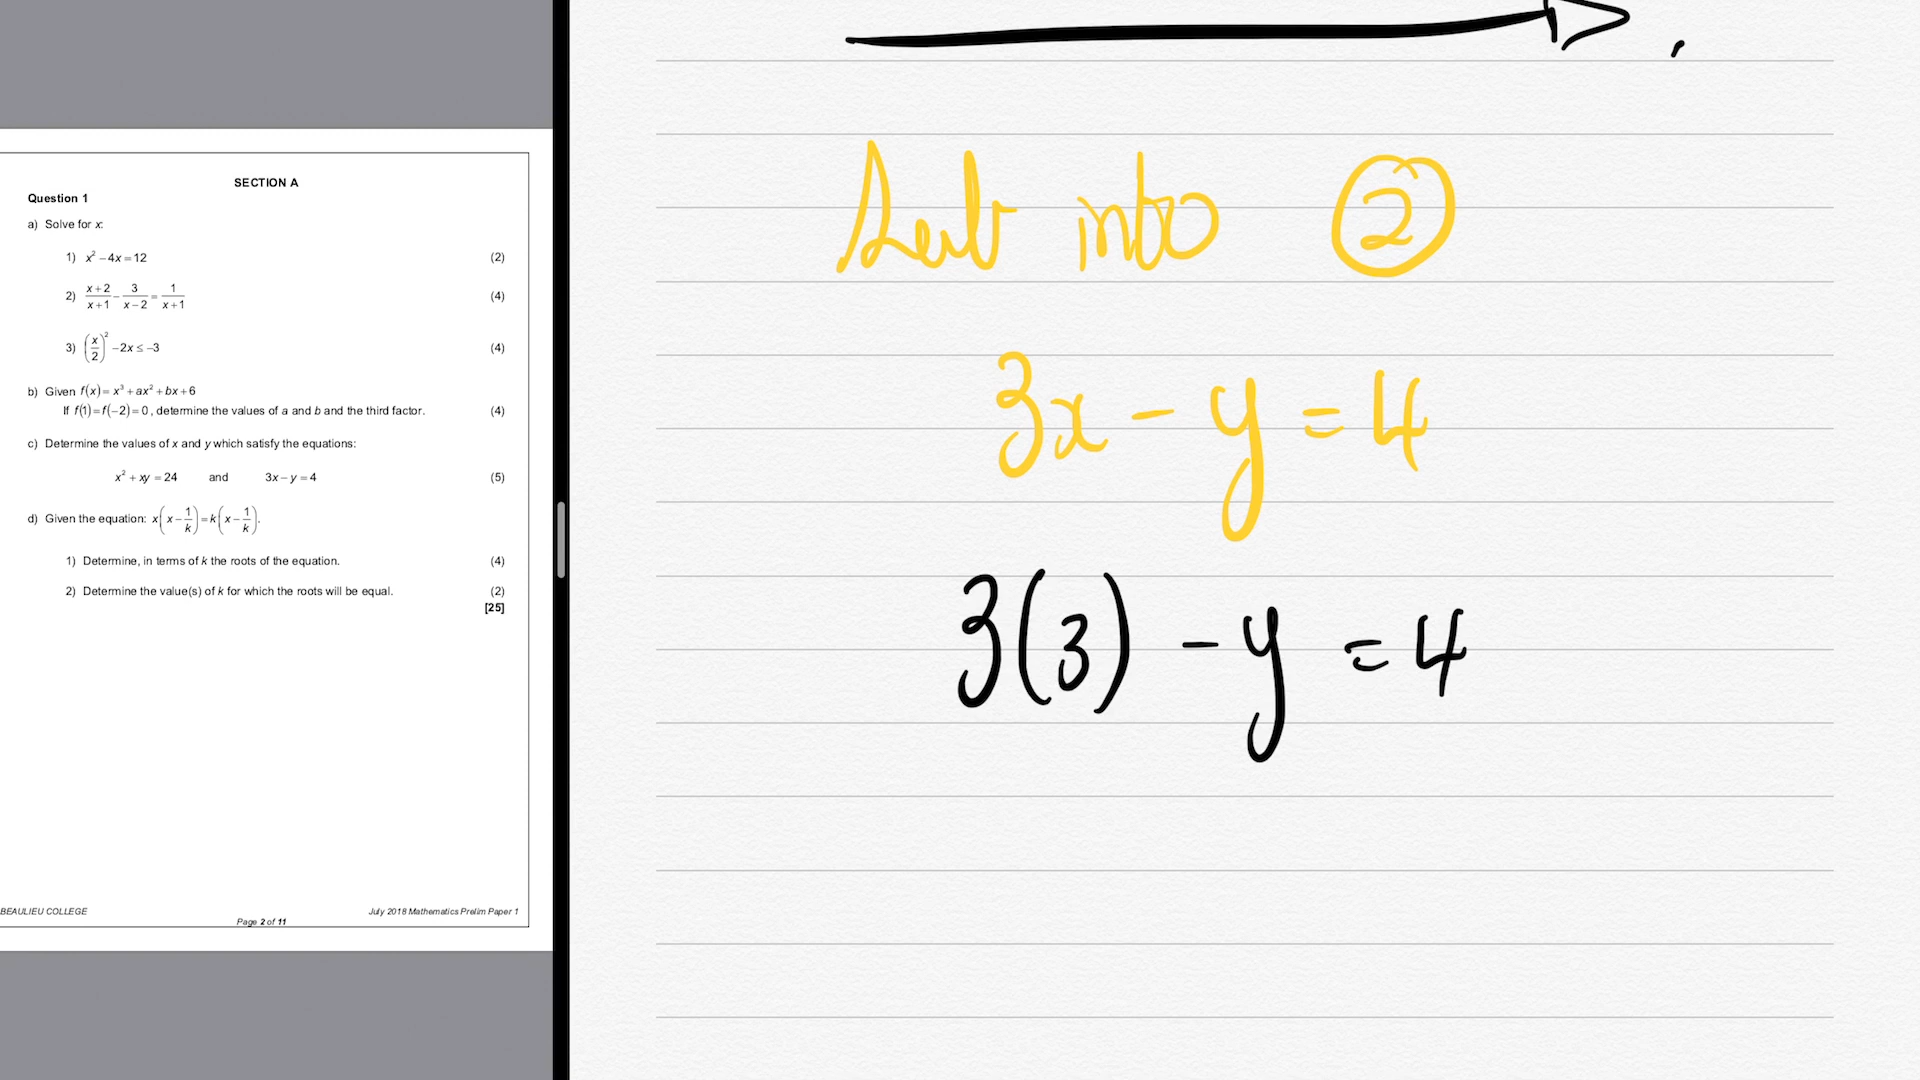 SECTION A
Question 1
a) Solve for x:
1) x² – 4x = 12 (2)
2) x+2/x+1 – 3/x–2 = 1/x+1 (4)
3) (x/2)² – 2x ≤ –3 (4)
b) Given f(x) = x³ + ax² + bx + 6
If f(1) = f(–2) = 0, determine the values of a and b and the third factor. (4)
c) Determine the values of x and y which satisfy the equations:
x² + xy = 24 and 3x – y = 4 (5)
d) Given the equation: x(x – 1/k) = k(x – 1/k).
1) Determine, in terms of k the roots of the equation. (4)
2) Determine the value(s) of k for which the roots will be equal. (2)
[25]
BEAULIEU COLLEGE July 2018 Mathematics Prelim Paper 1
Page 2 of 11
Sub into ②
3x – y = 4
3(3) – y = 4